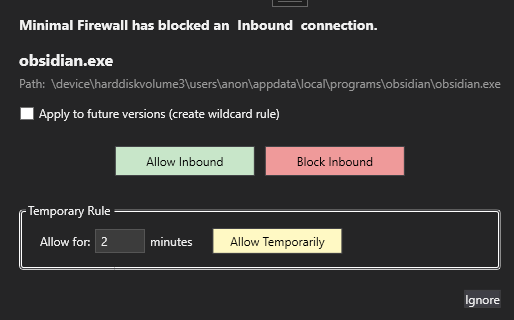 Minimal Firewall has blocked an Inbound connection.
obsidian.exe
Path: \device\harddiskvolume3\users\anon\appdata\local\programs\obsidian\obsidian.exe
Apply to future versions (create wildcard rule)
Allow Inbound Block Inbound
Temporary Rule
Allow for: 2 minutes Allow Temporarily
Ignore